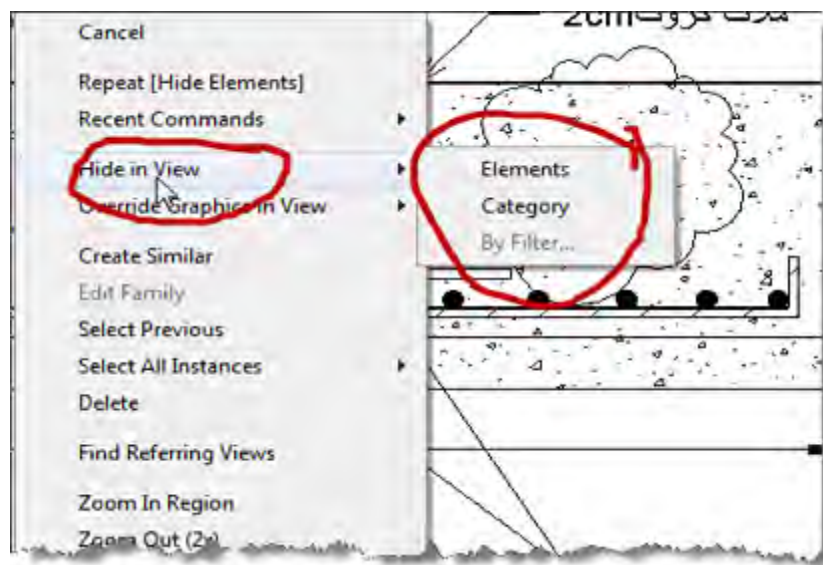 Cancel
Repeat [Hide Elements]
Recent Commands
Hide in View
Override Graphics in View
Create Similar
Edit Family
Select Previous
Select All Instances
Delete
Find Referring Views
Zoom In Region
Zoom Out (2x)
Elements
Category
By Filter...
2cm